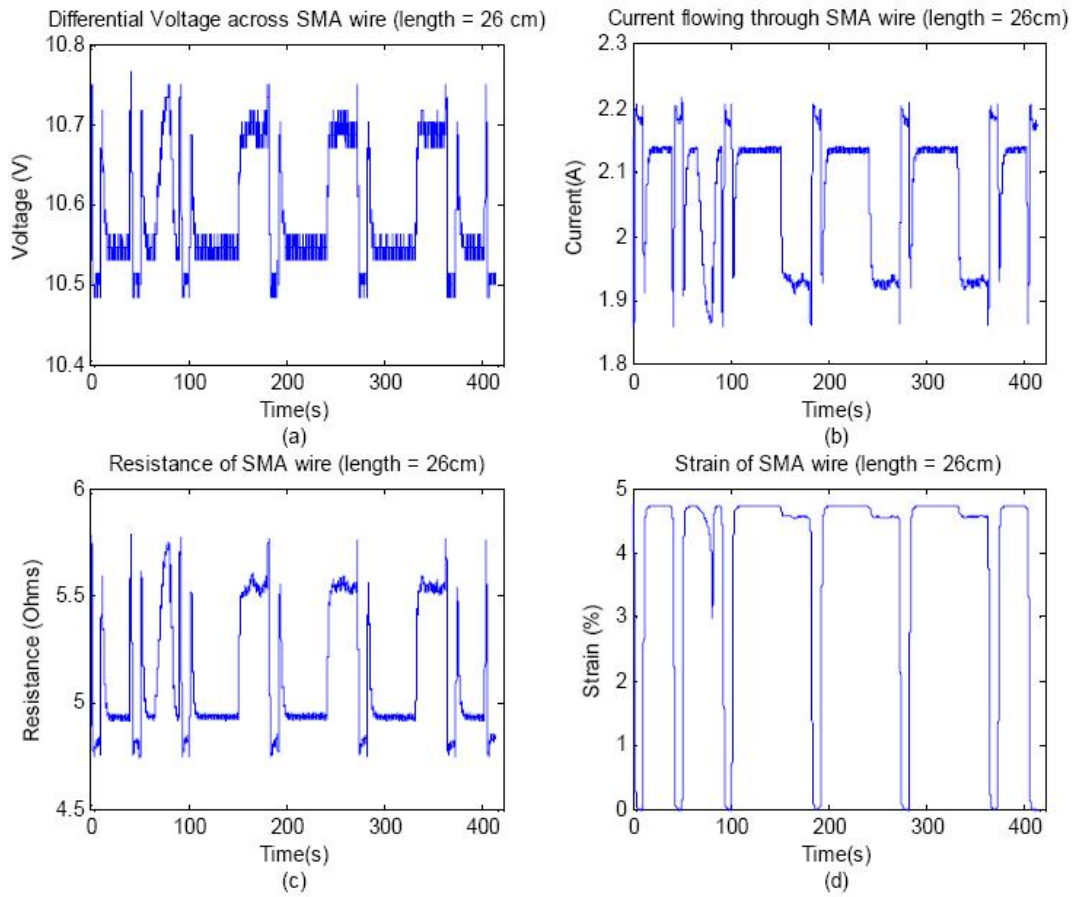 Differential Voltage across SMA wire (length = 26 cm)
10.8
10.7
10.6
10.5
10.4
Voltage (V)
0 100 200 300 400
Time(s)
(a)
Current flowing through SMA wire (length = 26cm)
2.3
2.2
2.1
2
1.9
1.8
Current(A)
0 100 200 300 400
Time(s)
(b)
Resistance of SMA wire (length = 26cm)
6
5.5
5
4.5
Resistance (Ohms)
0 100 200 300 400
Time(s)
(c)
Strain of SMA wire (length = 26cm)
5
4
3
2
1
0
Strain (%)
0 100 200 300 400
Time(s)
(d)